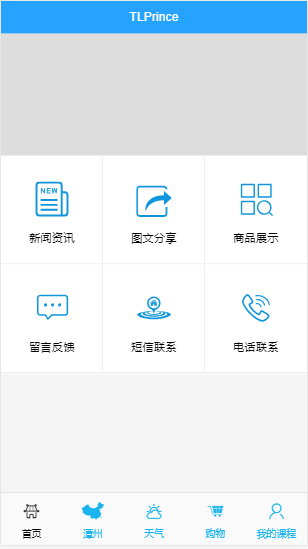 TLPrince
NEW
新闻资讯
图文分享
商品展示
留言反馈
短信联系
电话联系
首页
潭州
天气
购物
我的课程